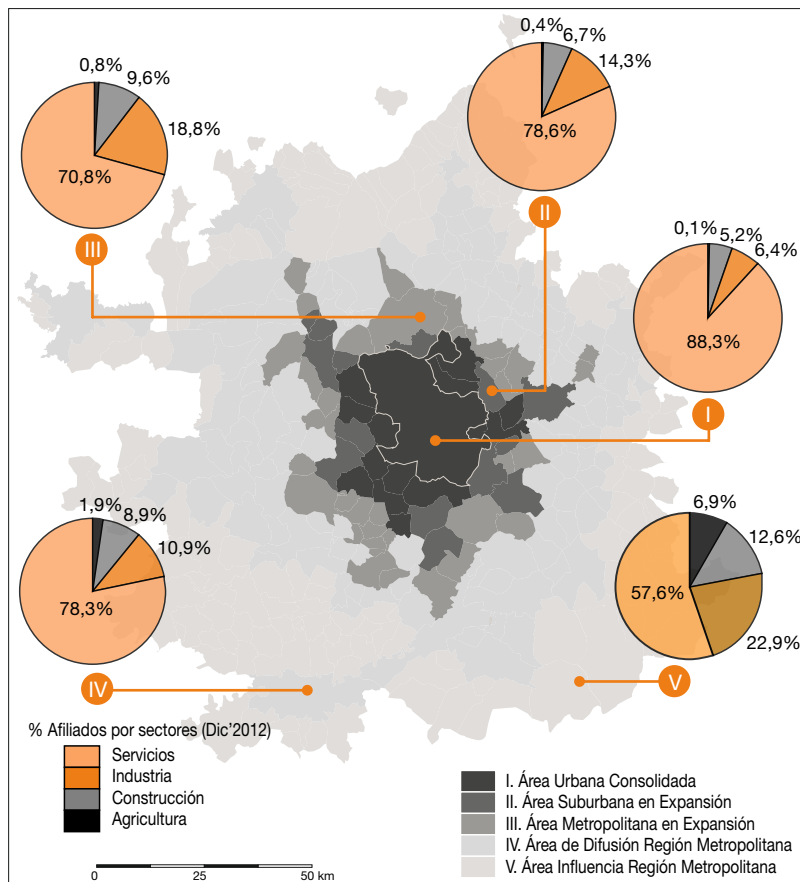 0,4%
6,7%
14,3%
78,6%
II
0,8%
9,6%
18,8%
70,8%
III
0,1%
5,2%
6,4%
88,3%
I
1,9%
8,9%
10,9%
78,3%
IV
6,9%
12,6%
57,6%
22,9%
V
% Afiliados por sectores (Dic'2012)
Servicios
Industria
Construcción
Agricultura
I. Área Urbana Consolidada
II. Área Suburbana en Expansión
III. Área Metropolitana en Expansión
IV. Área de Difusión Región Metropolitana
V. Área Influencia Región Metropolitana
0 25 50 km